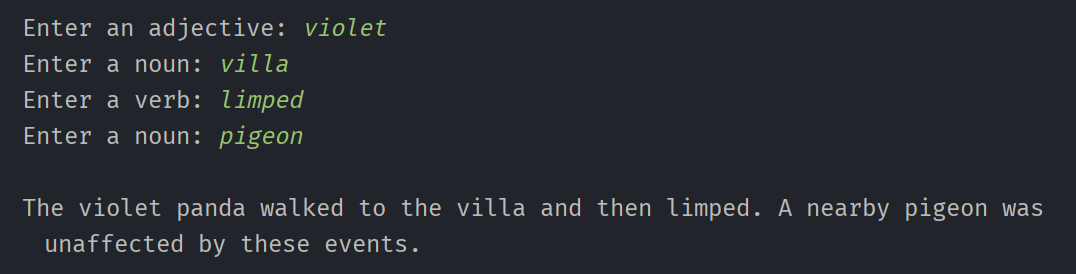 Enter an adjective: violet
Enter a noun: villa
Enter a verb: limped
Enter a noun: pigeon
The violet panda walked to the villa and then limped. A nearby pigeon was
unaffected by these events.